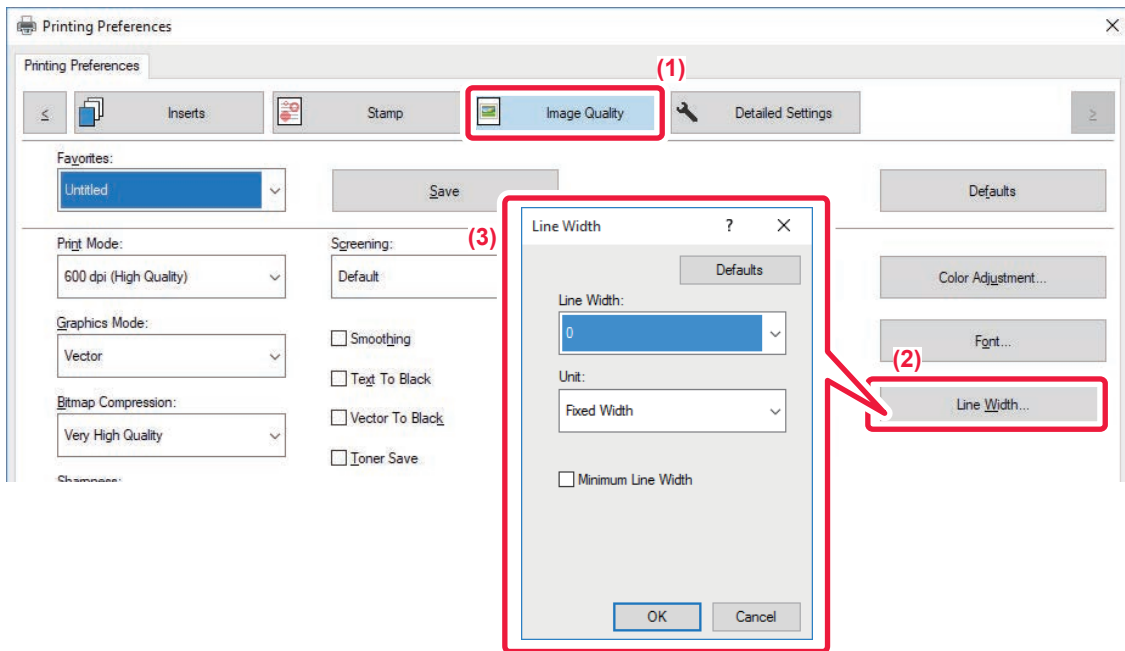 Printing Preferences
Printing Preferences
(1)
≤ Inserts Stamp Image Quality Detailed Settings ≥
Favorites:
Untitled Save Defaults
Print Mode: Screening:
600 dpi (High Quality) Default Color Adjustment...
Graphics Mode:
Vector
Smoothing
Text To Black
Font...
Bitmap Compression:
Very High Quality
Vector To Black
Toner Save
(2)
Line Width...
Sharpness:
(3)
Line Width ?
Defaults
Line Width:
0
Unit:
Fixed Width
Minimum Line Width
OK Cancel